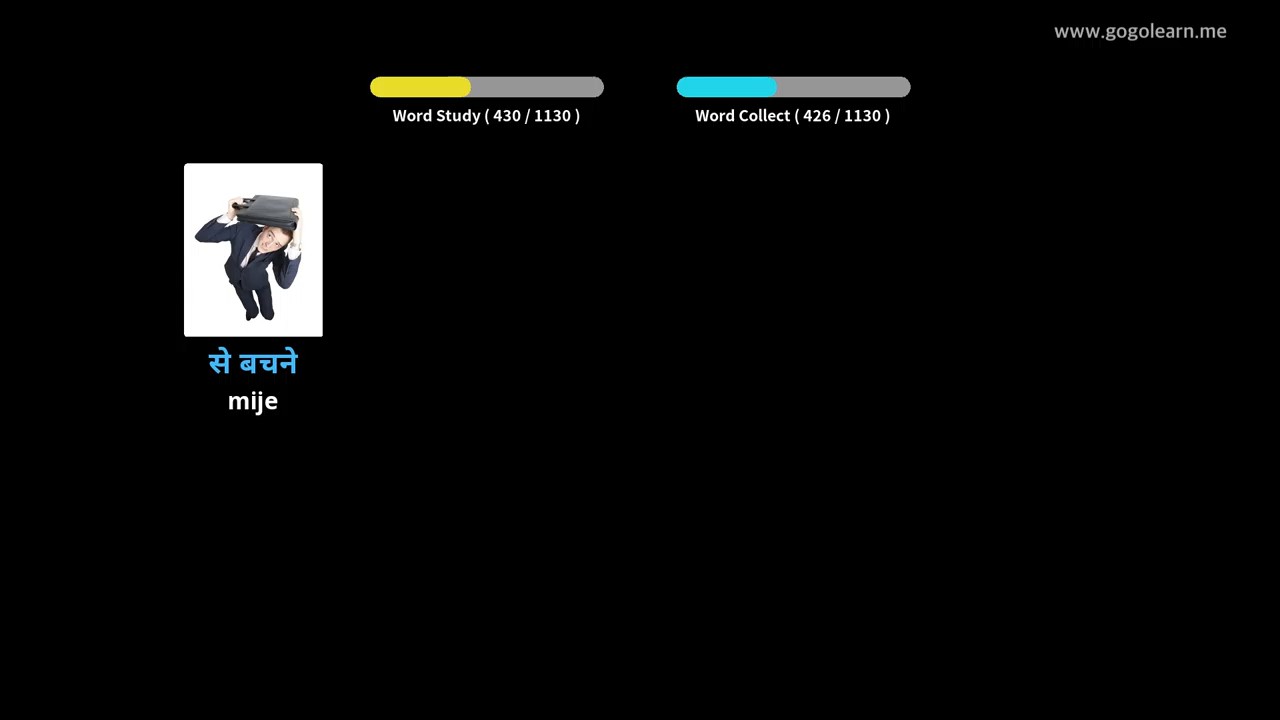 www.gogolearn.me
Word Study ( 430 / 1130 )
Word Collect ( 426 / 1130 )
से बचने
mije